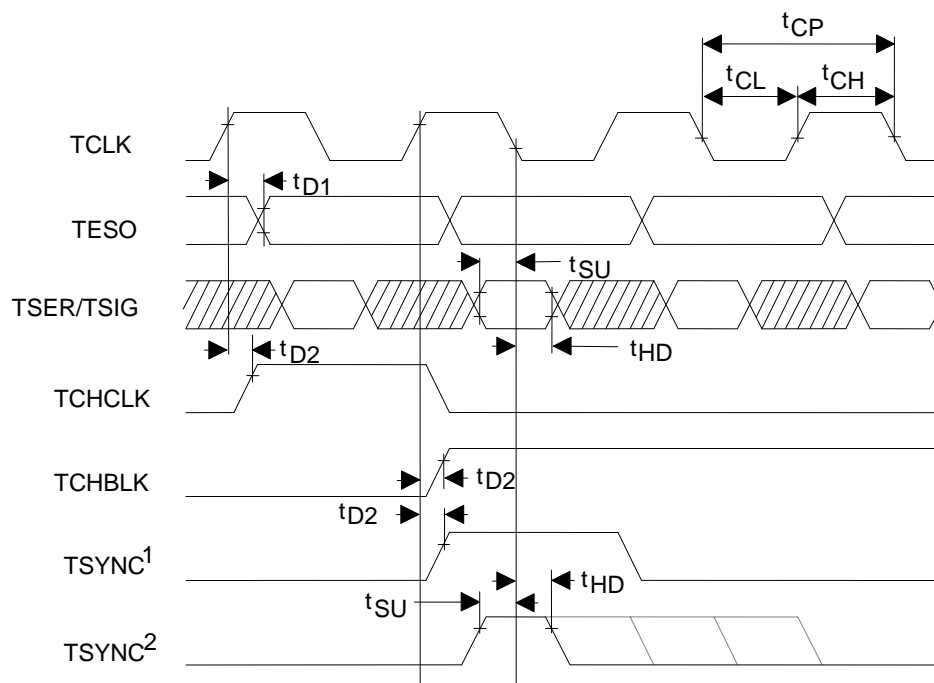 tCP
tCL tCH
TCLK
tD1
TESO
tSU
TSER/TSIG
tHD
tD2
TCHCLK
TCHBLK
tD2
tD2
TSYNC1
tHD
tSU
TSYNC2